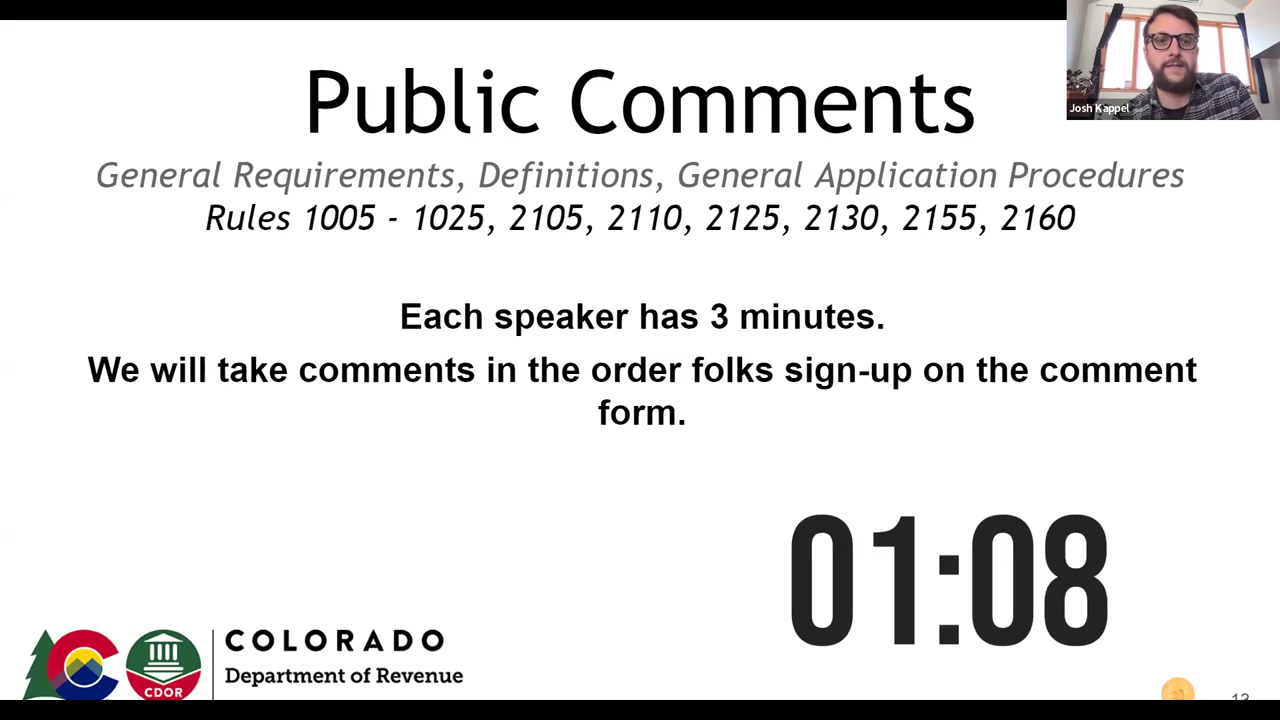 Public Comments
Josh Kappel
General Requirements, Definitions, General Application Procedures
Rules 1005 - 1025, 2105, 2110, 2125, 2130, 2155, 2160
Each speaker has 3 minutes.
We will take comments in the order folks sign-up on the comment
form.
01:08
COLORADO
Department of Revenue
CDOR